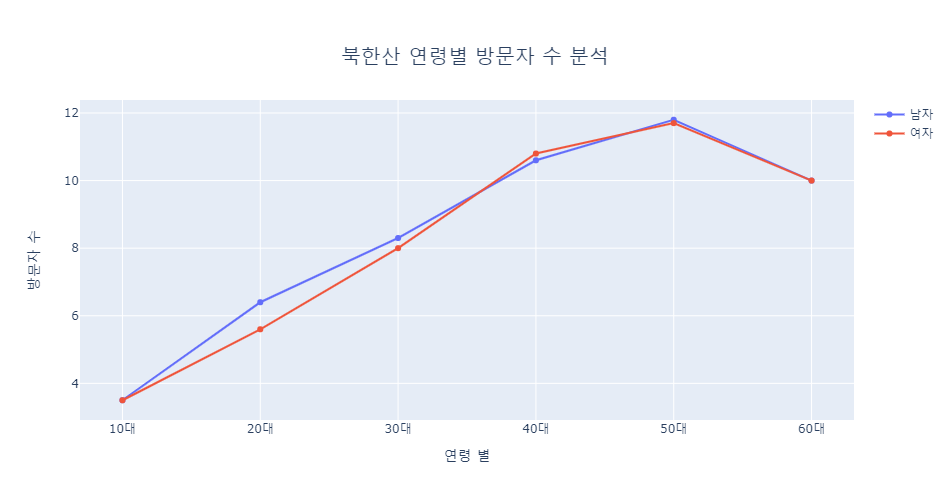 북한산 연령별 방문자 수 분석
12
10
8
6
4
방문자 수
10대
20대
30대
40대
50대
60대
연령 별
남자
여자